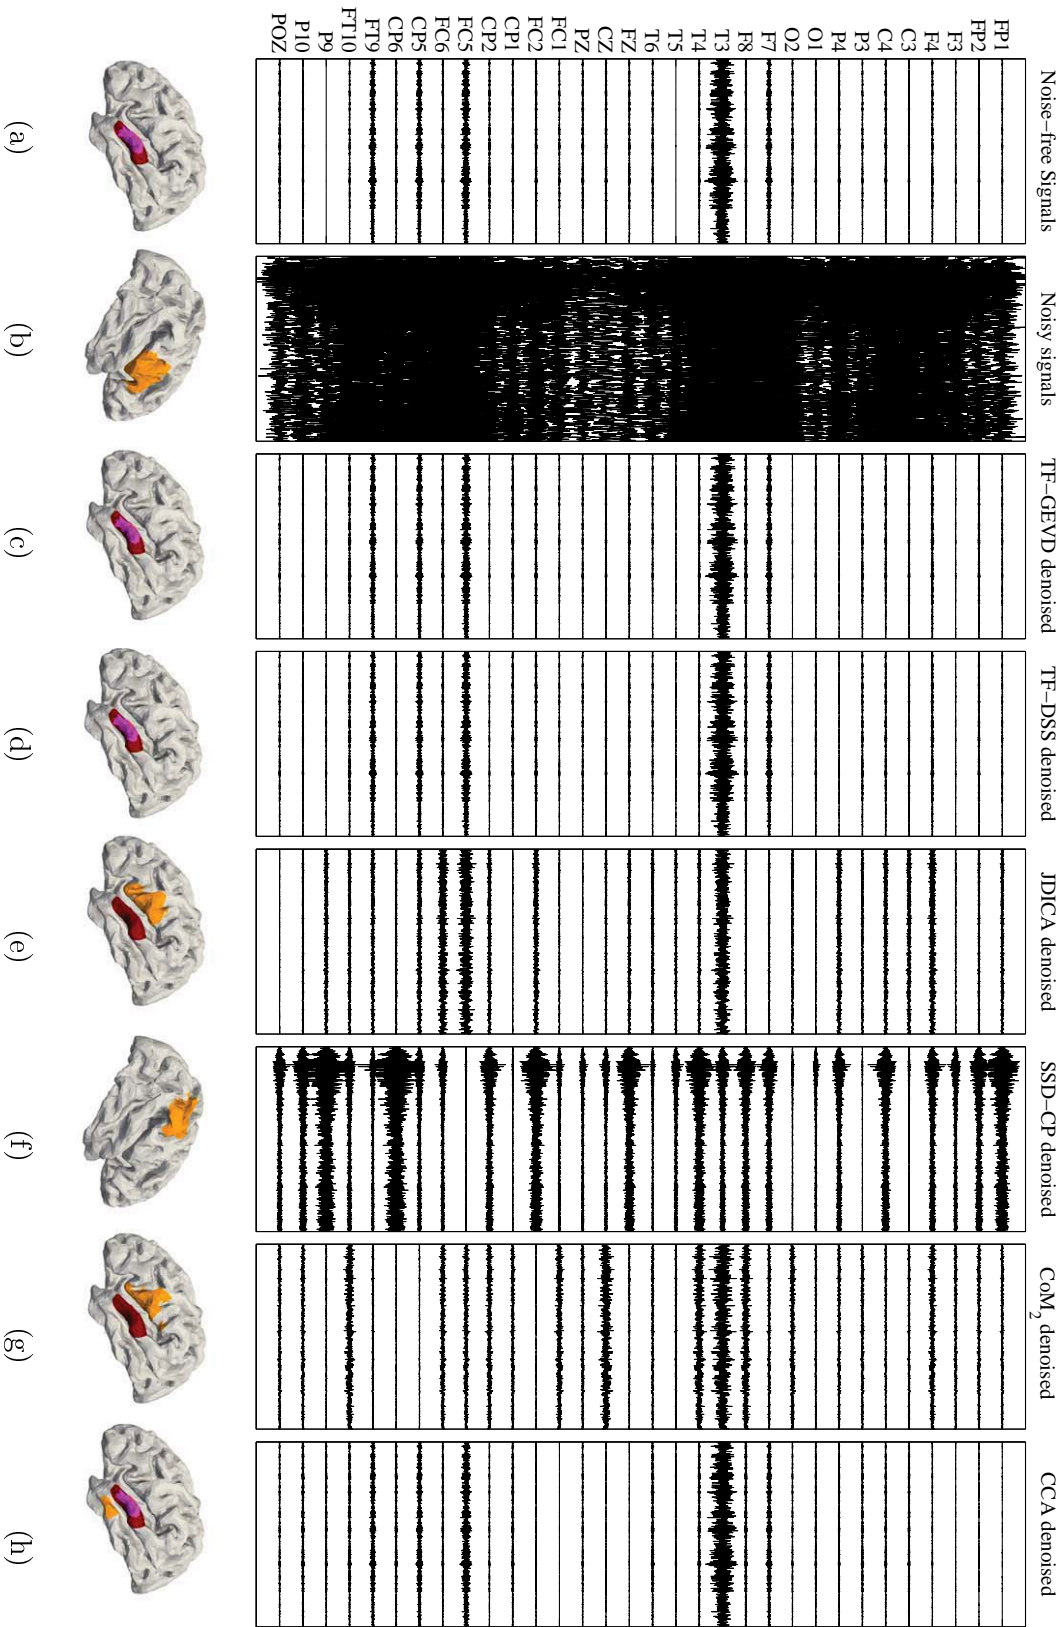 Noise-free Signals
Noisy signals
TF-GEVD denoised
TF-DSS denoised
JDICA denoised
SSD-CP denoised
CoM2 denoised
CCA denoised
FP1
FP2
F3
F4
C3
C4
P3
P4
O1
O2
F7
F8
T3
T4
T5
T6
FZ
CZ
PZ
FC1
FC2
CP1
CP2
FC5
FC6
CP5
CP6
FT9
FT10
P9
P10
POZ
(a)
(b)
(c)
(d)
(e)
(f)
(g)
(h)